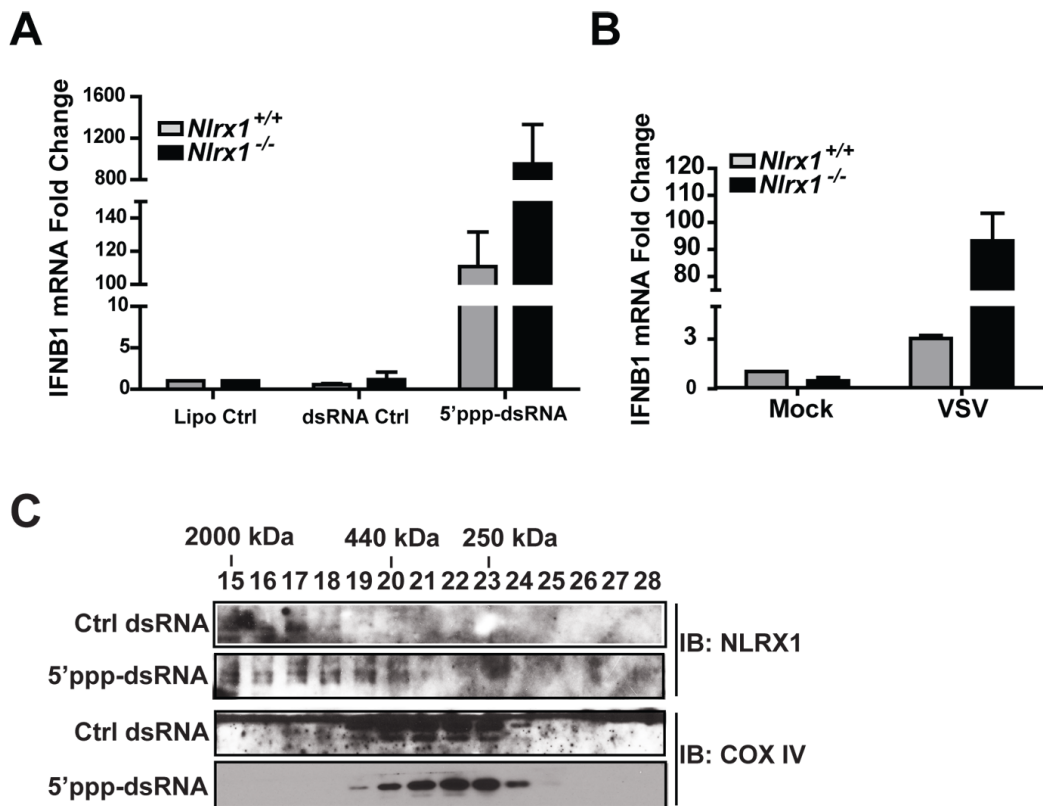 A
IFNB1 mRNA Fold Change
1600
1200
800
140
120
100
10
5
0
Nlrx1 +/+
Nlrx1 -/-
Lipo Ctrl
dsRNA Ctrl
5'ppp-dsRNA
B
IFNB1 mRNA Fold Change
120
110
100
90
80
3
0
Nlrx1 +/+
Nlrx1 -/-
Mock
VSV
C
2000 kDa 440 kDa 250 kDa
15 16 17 18 19 20 21 22 23 24 25 26 27 28
Ctrl dsRNA
5'ppp-dsRNA
IB: NLRX1
Ctrl dsRNA
5'ppp-dsRNA
IB: COX IV